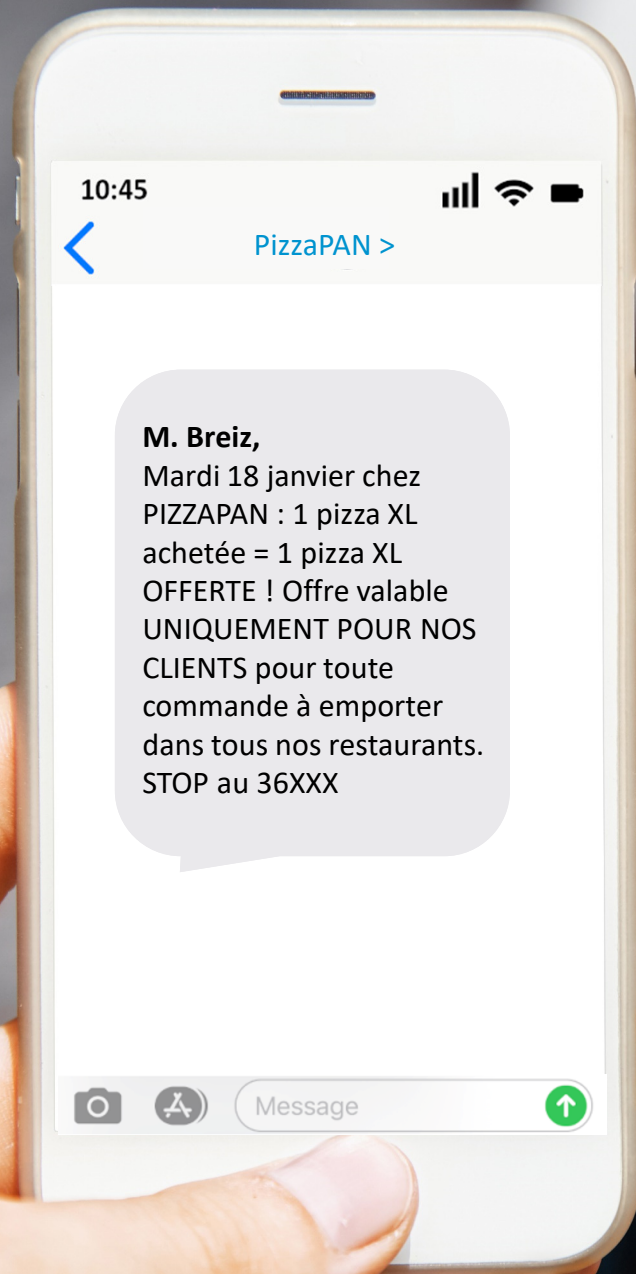 10:45
PizzaPAN >
M. Breiz,
Mardi 18 janvier chez
PIZZAPAN : 1 pizza XL
achetée = 1 pizza XL
OFFERTE ! Offre valable
UNIQUEMENT POUR NOS
CLIENTS pour toute
commande à emporter
dans tous nos restaurants.
STOP au 36XXX
Message